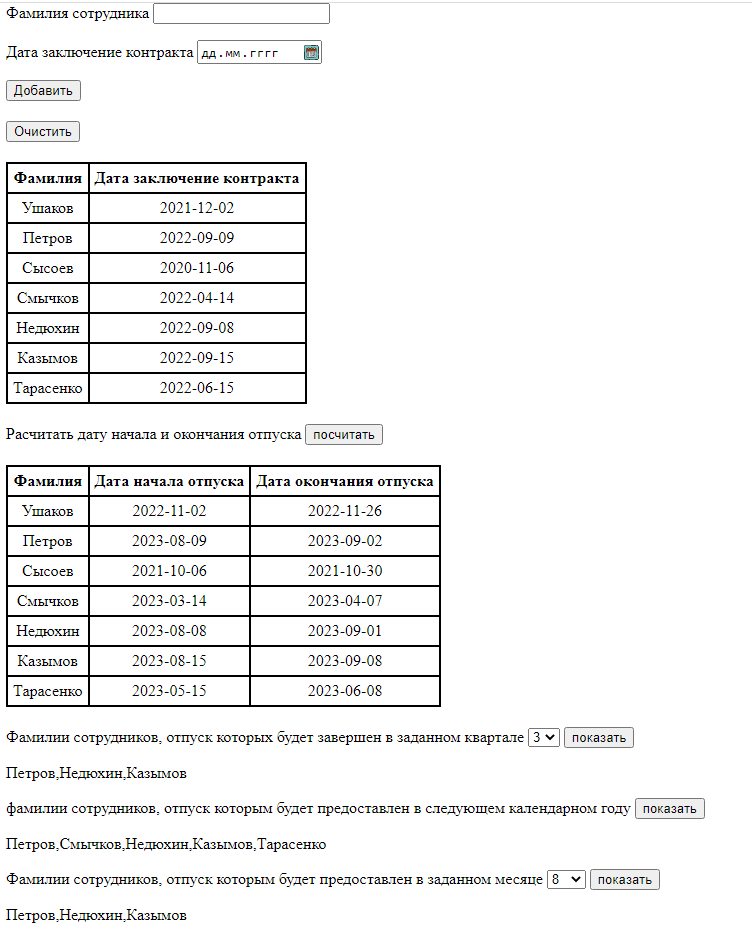 Фамилия сотрудника
Дата заключение контракта дд.мм.гггг
Добавить
Очистить
Фамилия Дата заключение контракта
Ушаков 2021-12-02
Петров 2022-09-09
Сысоев 2020-11-06
Смычков 2022-04-14
Недюхин 2022-09-08
Казымов 2022-09-15
Тарасенко 2022-06-15
Расчитать дату начала и окончания отпуска посчитать
Фамилия Дата начала отпуска Дата окончания отпуска
Ушаков 2022-11-02 2022-11-26
Петров 2023-08-09 2023-09-02
Сысоев 2021-10-06 2021-10-30
Смычков 2023-03-14 2023-04-07
Недюхин 2023-08-08 2023-09-01
Казымов 2023-08-15 2023-09-08
Тарасенко 2023-05-15 2023-06-08
Фамилии сотрудников, отпуск которых будет завершен в заданном квартале 3 показать
Петров,Недюхин,Казымов
фамилии сотрудников, отпуск которым будет предоставлен в следующем календарном году показать
Петров,Смычков,Недюхин,Казымов,Тарасенко
Фамилии сотрудников, отпуск которым будет предоставлен в заданном месяце 8 показать
Петров,Недюхин,Казымов